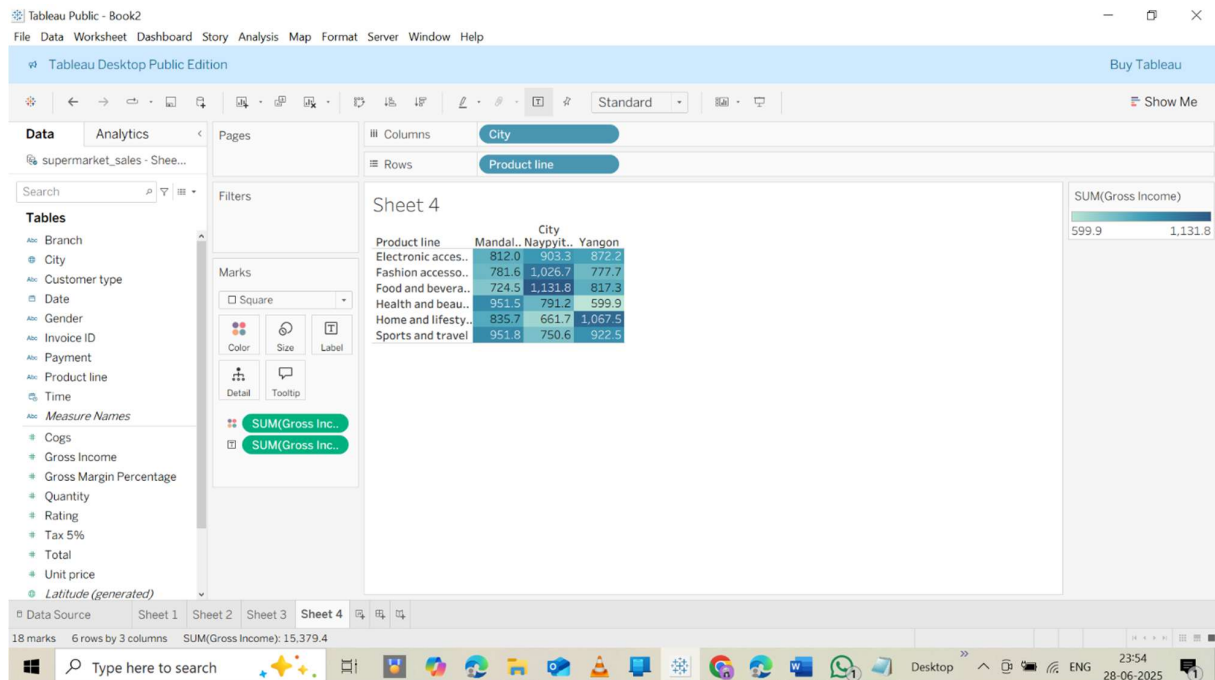 Tableau Public - Book2
File Data Worksheet Dashboard Story Analysis Map Format Server Window Help
Tableau Desktop Public Edition Buy Tableau
Standard Show Me
Data Analytics Pages Columns City
supermarket_sales - Shee... Rows Product line
Search Filters
Sheet 4 SUM(Gross Income)
Tables 599.9 1,131.8
City
Product line Mandal.. Naypyit.. Yangon
Electronic acces.. 812.0 903.3 872.2
Fashion accesso.. 781.6 1,026.7 777.7
Food and bevera.. 724.5 1,131.8 817.3
Health and beau.. 951.5 791.2 599.9
Home and lifesty.. 835.7 661.7 1,067.5
Sports and travel 951.8 750.6 922.5
Abc Branch
City
Abc Customer type
Date
Abc Gender
Abc Invoice ID
Abc Payment
Abc Product line
Time
Abc Measure Names
# Cogs
# Gross Income
# Gross Margin Percentage
# Quantity
# Rating
# Tax 5%
# Total
# Unit price
Latitude (generated)
Marks
Square
Color Size Label
Detail Tooltip
SUM(Gross Inc..
SUM(Gross Inc..
Data Source Sheet 1 Sheet 2 Sheet 3 Sheet 4
18 marks 6 rows by 3 columns SUM(Gross Income): 15,379.4
Type here to search Desktop ENG 23:54
28-06-2025